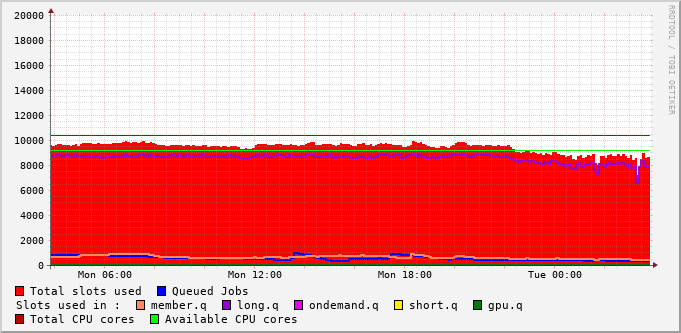 20000
18000
16000
14000
12000
10000
8000
6000
4000
2000
0
Mon 06:00 Mon 12:00 Mon 18:00 Tue 00:00
Total slots used Queued Jobs
Slots used in : member.q long.q ondemand.q short.q gpu.q
Total CPU cores Available CPU cores
RRDTOOL / TOBI OETIKER